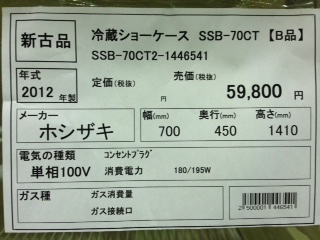 新古品
冷蔵ショーケース SSB-70CT 【B品】
SSB-70CT2-1446541
年式
2012 年製
定価(税抜) 円
売価(税抜) 59,800 円
メーカー
ホシザキ
幅(mm) 奥行(mm) 高さ(mm)
700 450 1410
電気の種類 コンセントプラグ
単相100V 消費電力 180/195W
ガス種 ガス消費量
ガス接続口
2500001 446541